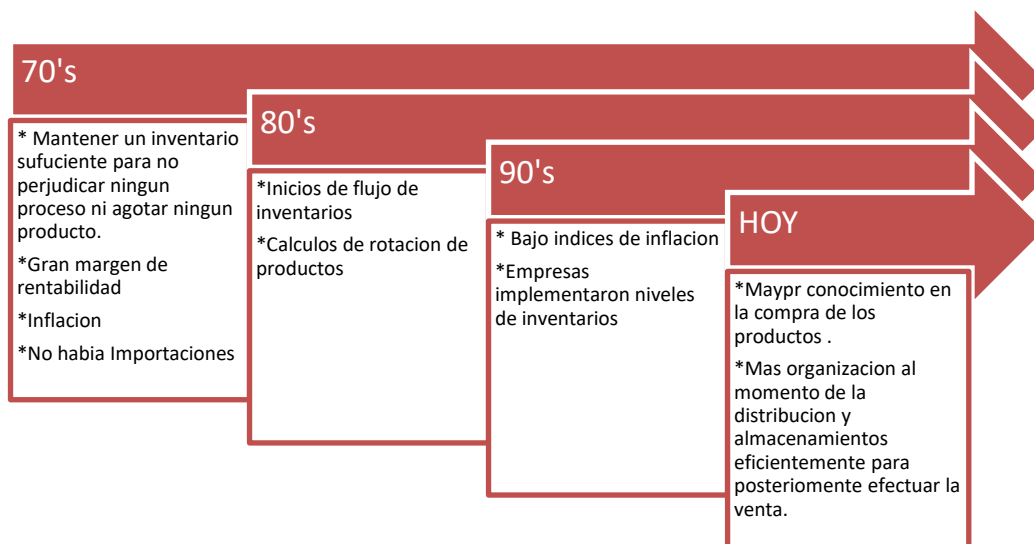 70's
* Mantener un inventario
sufuciente para no
perjudicar ningun
proceso ni agotar ningun
producto.
*Gran margen de
rentabilidad
*Inflacion
*No habia Importaciones
80's
*Inicios de flujo de
inventarios
*Calculos de rotacion de
productos
90's
* Bajo indices de inflacion
*Empresas
implementaron niveles
de inventarios
HOY
*Maypr conocimiento en
la compra de los
productos .
*Mas organizacion al
momento de la
distribucion y
almacenamientos
eficientemente para
posteriomente efectuar la
venta.